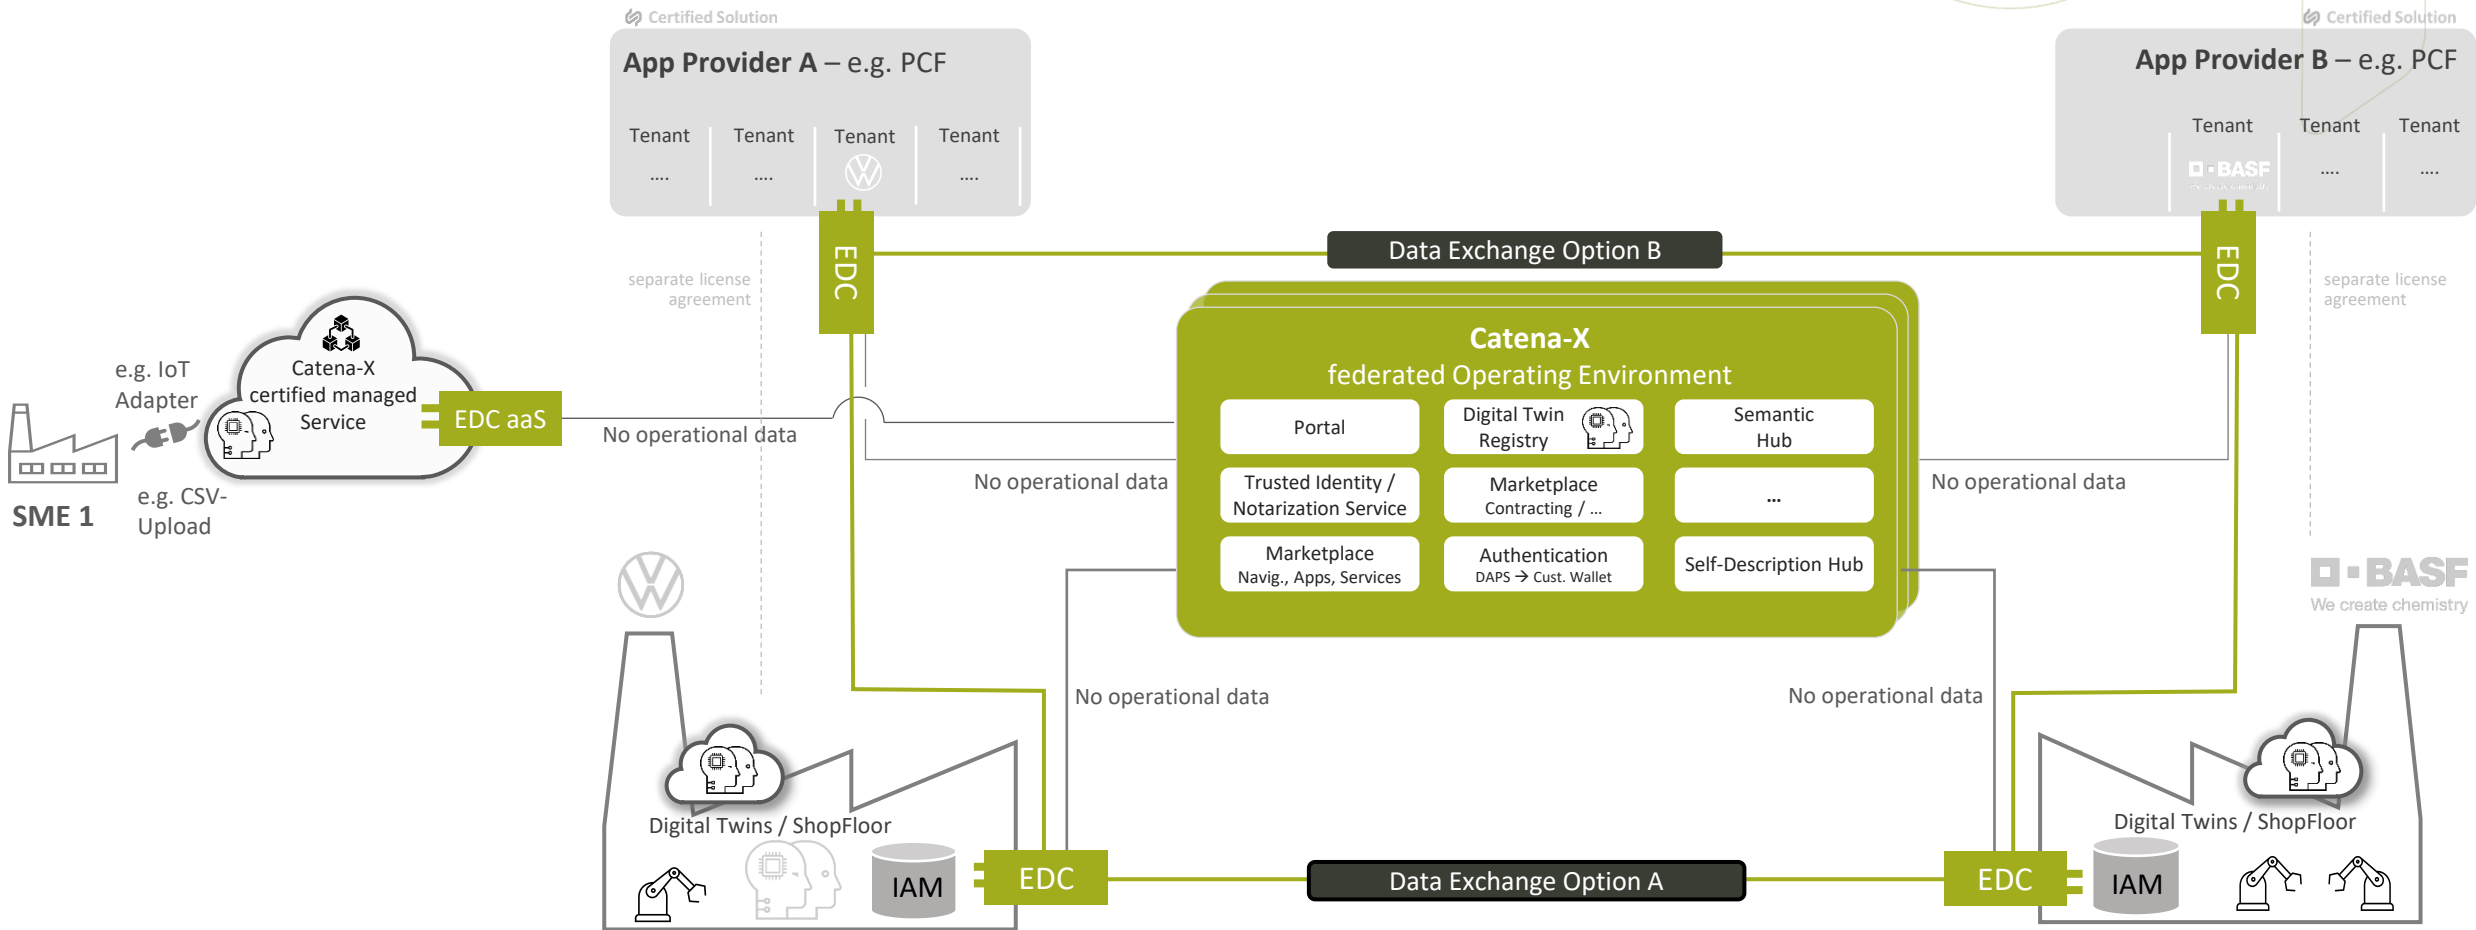 Certified Solution
App Provider A – e.g. PCF
Tenant
Tenant
Tenant
Tenant
....
....
....
EDC
separate license
agreement
Certified Solution
App Provider B – e.g. PCF
Tenant
Tenant
Tenant
BASF
We create chemistry
....
....
EDC
separate license
agreement
Data Exchange Option B
Catena-X
federated Operating Environment
Portal
Digital Twin
Registry
Semantic
Hub
Trusted Identity /
Notarization Service
Marketplace
Contracting / ...
...
Marketplace
Navig., Apps, Services
Authentication
DAPS → Cust. Wallet
Self-Description Hub
e.g. IoT
Adapter
Catena-X
certified managed
Service
EDC aaS
SME 1
e.g. CSV-
Upload
No operational data
No operational data
No operational data
No operational data
No operational data
Digital Twins / ShopFloor
IAM
EDC
Data Exchange Option A
BASF
We create chemistry
Digital Twins / ShopFloor
EDC
IAM